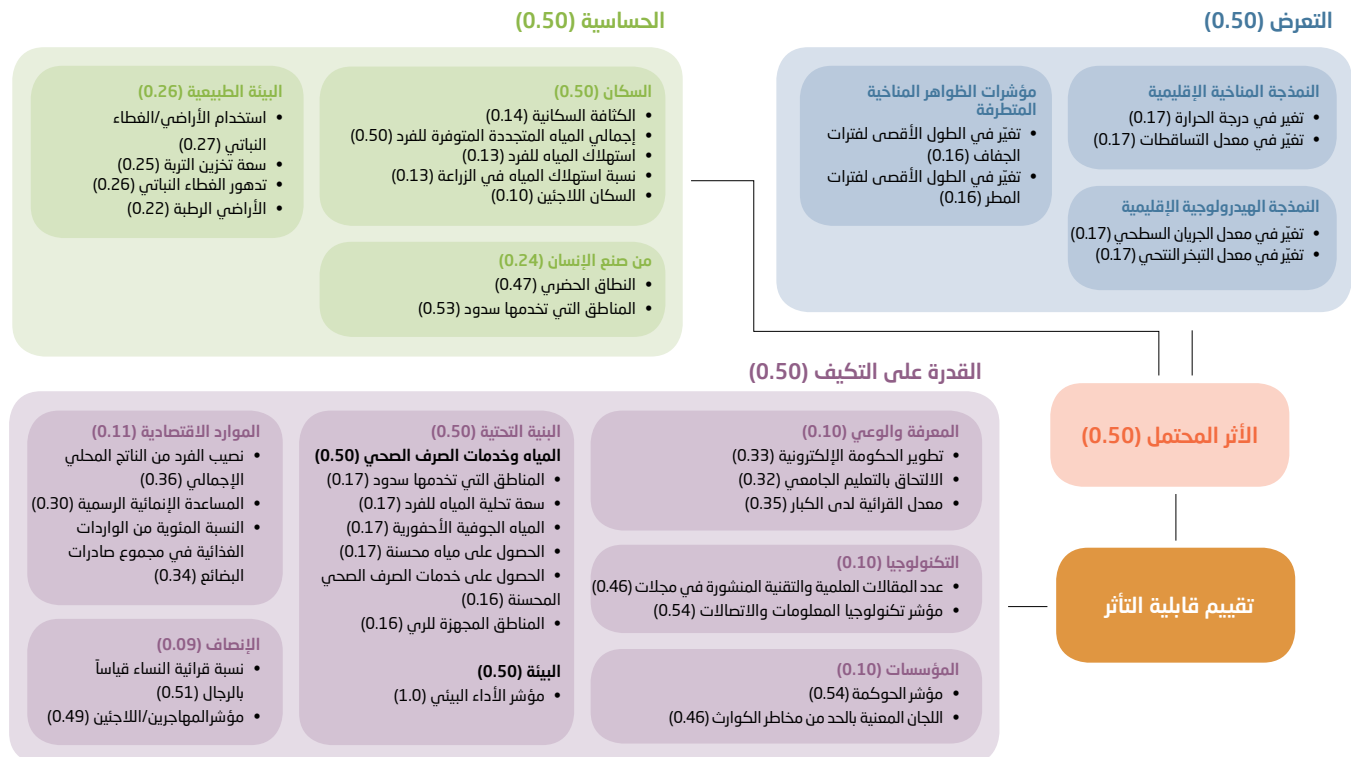 التعرض (0.50)
النمذجة المناخية الإقليمية
• تغير في درجة الحرارة (0.17)
• تغيّر في معدل التساقطات (0.17)
مؤشرات الظواهر المناخية
المتطرفة
• تغيّر في الطول الأقصى لفترات
الجفاف (0.16)
• تغيّر في الطول الأقصى لفترات
المطر (0.16)
النمذجة الهيدرولوجية الإقليمية
• تغيّر في معدل الجريان السطحي (0.17)
• تغيّر في معدل التبخر النتحي (0.17)
الحساسية (0.50)
السكان (0.50)
• الكثافة السكانية (0.14)
• إجمالي المياه المتجددة المتوفرة للفرد (0.50)
• استهلاك المياه للفرد (0.13)
• نسبة استهلاك المياه في الزراعة (0.13)
• السكان اللاجئين (0.10)
البيئة الطبيعية (0.26)
• استخدام الأراضي/الغطاء
النباتي (0.27)
• سعة تخزين التربة (0.25)
• تدهور الغطاء النباتي (0.26)
• الأراضي الرطبة (0.22)
من صنع الإنسان (0.24)
• النطاق الحضري (0.47)
• المناطق التي تخدمها سدود (0.53)
الأثر المحتمل (0.50)
تقييم قابلية التأثر
القدرة على التكيف (0.50)
المعرفة والوعي (0.10)
• تطوير الحكومة الإلكترونية (0.33)
• الالتحاق بالتعليم الجامعي (0.32)
• معدل القرائية لدى الكبار (0.35)
التكنولوجيا (0.10)
• عدد المقالات العلمية والتقنية المنشورة في مجلات (0.46)
• مؤشر تكنولوجيا المعلومات والاتصالات (0.54)
المؤسسات (0.10)
• مؤشر الحوكمة (0.54)
• اللجان المعنية بالحد من مخاطر الكوارث (0.46)
البنية التحتية (0.50)
المياه وخدمات الصرف الصحي (0.50)
• المناطق التي تخدمها سدود (0.17)
• سعة تحلية المياه للفرد (0.17)
• المياه الجوفية الأحفورية (0.17)
• الحصول على مياه محسنة (0.17)
• الحصول على خدمات الصرف الصحي
المحسنة (0.16)
• المناطق المجهزة للري (0.16)
البيئة (0.50)
• مؤشر الأداء البيئي (1.0)
الموارد الاقتصادية (0.11)
• نصيب الفرد من الناتج المحلي
الإجمالي (0.36)
• المساعدة الإنمائية الرسمية (0.30)
• النسبة المئوية من الواردات
الغذائية في مجموع صادرات
البضائع (0.34)
الإنصاف (0.09)
• نسبة قرائية النساء قياساً
بالرجال (0.51)
• مؤشرالمهاجرين/اللاجئين (0.49)